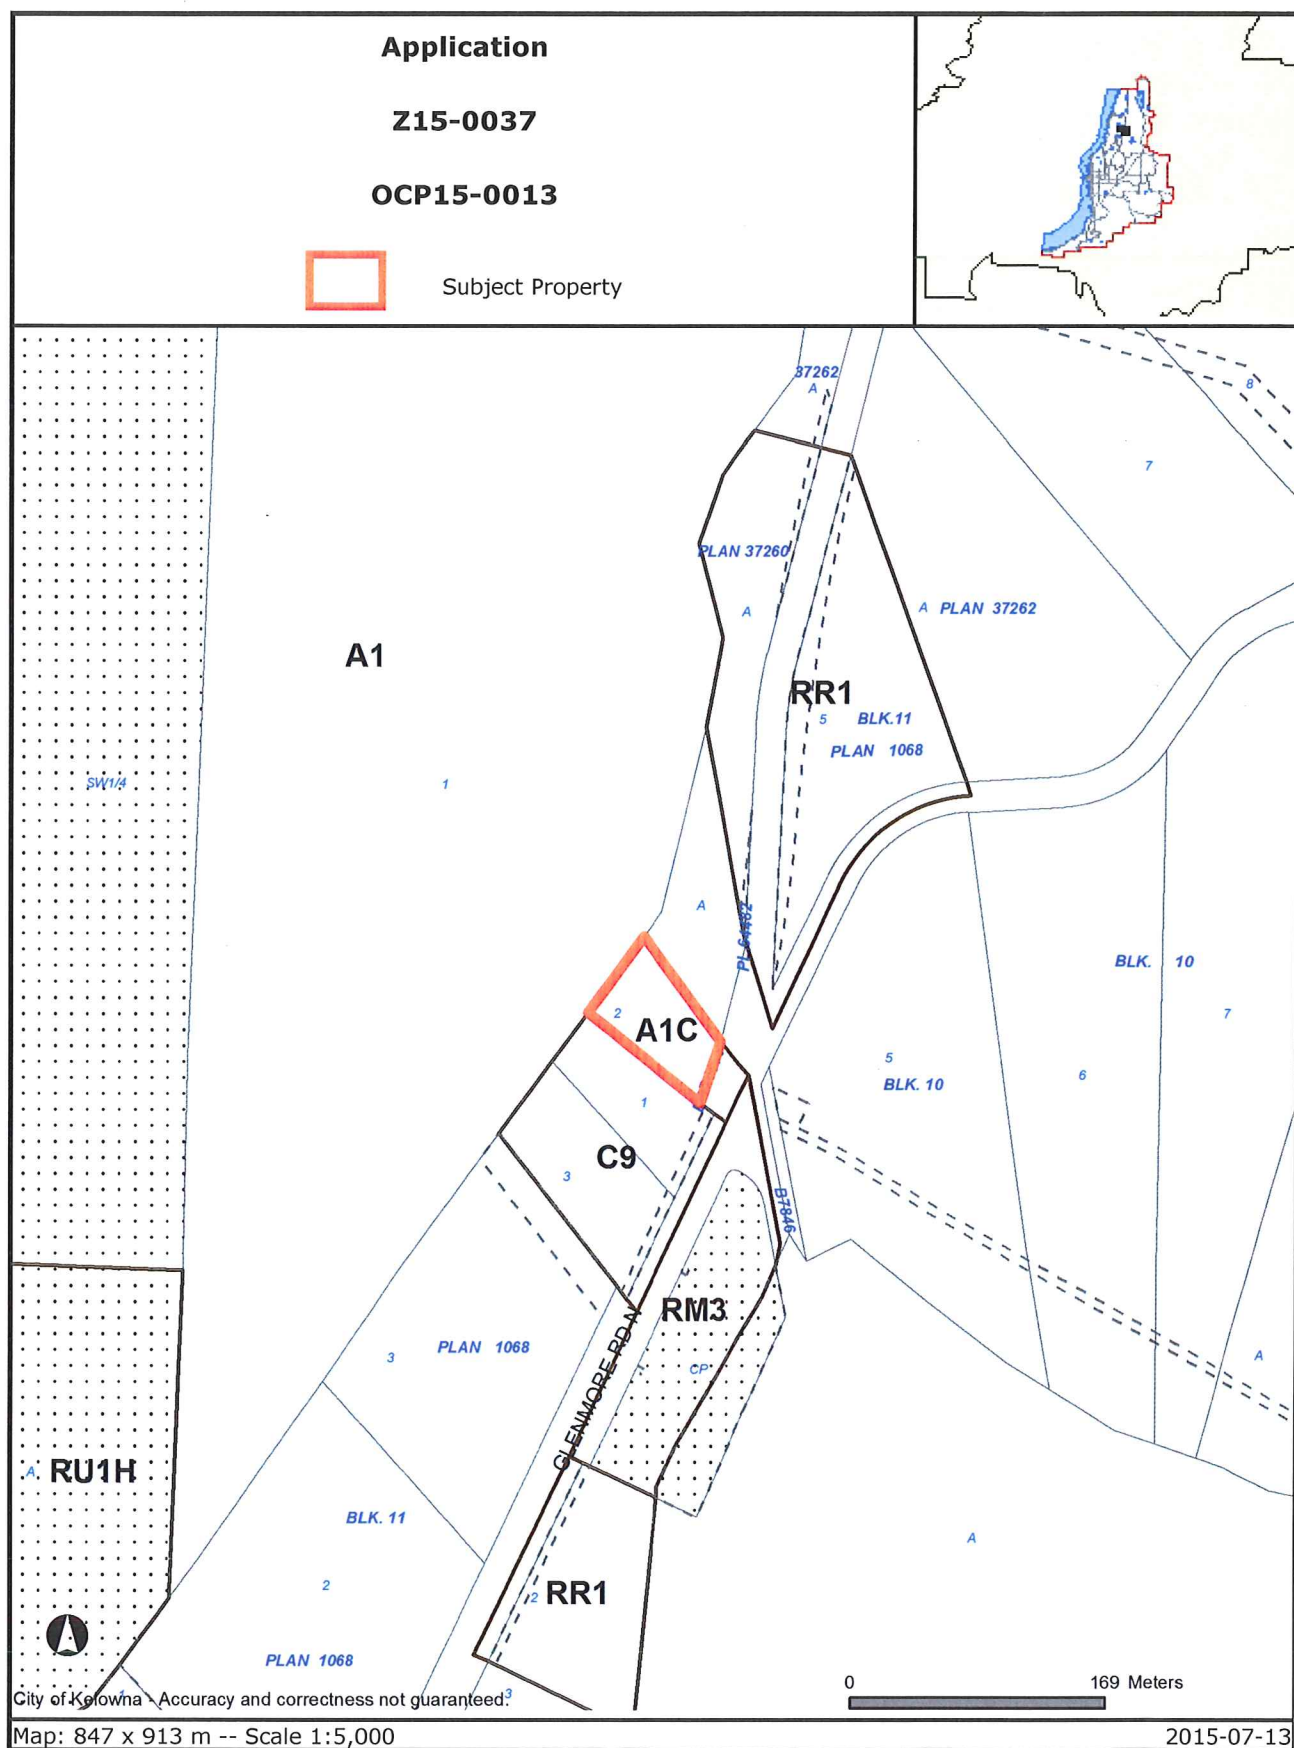 Application
Z15-0037
OCP15-0013
Subject Property
37262
A
8
7
PLAN 37260
A
A PLAN 37262
A1
RR1
5 BLK.11
PLAN 1068
SW1/4
1
A
BLK. 10
2
A1C
7
5
BLK. 10
6
1
C9
3
B7846
RM3
GLENMORE RD N
PLAN 1068
3
CP
A
A
RU1H
BLK. 11
A
2
2
RR1
PLAN 1068
3
1
City of Kelowna - Accuracy and correctness not guaranteed.
0 169 Meters
Map: 847 x 913 m -- Scale 1:5,000
2015-07-13